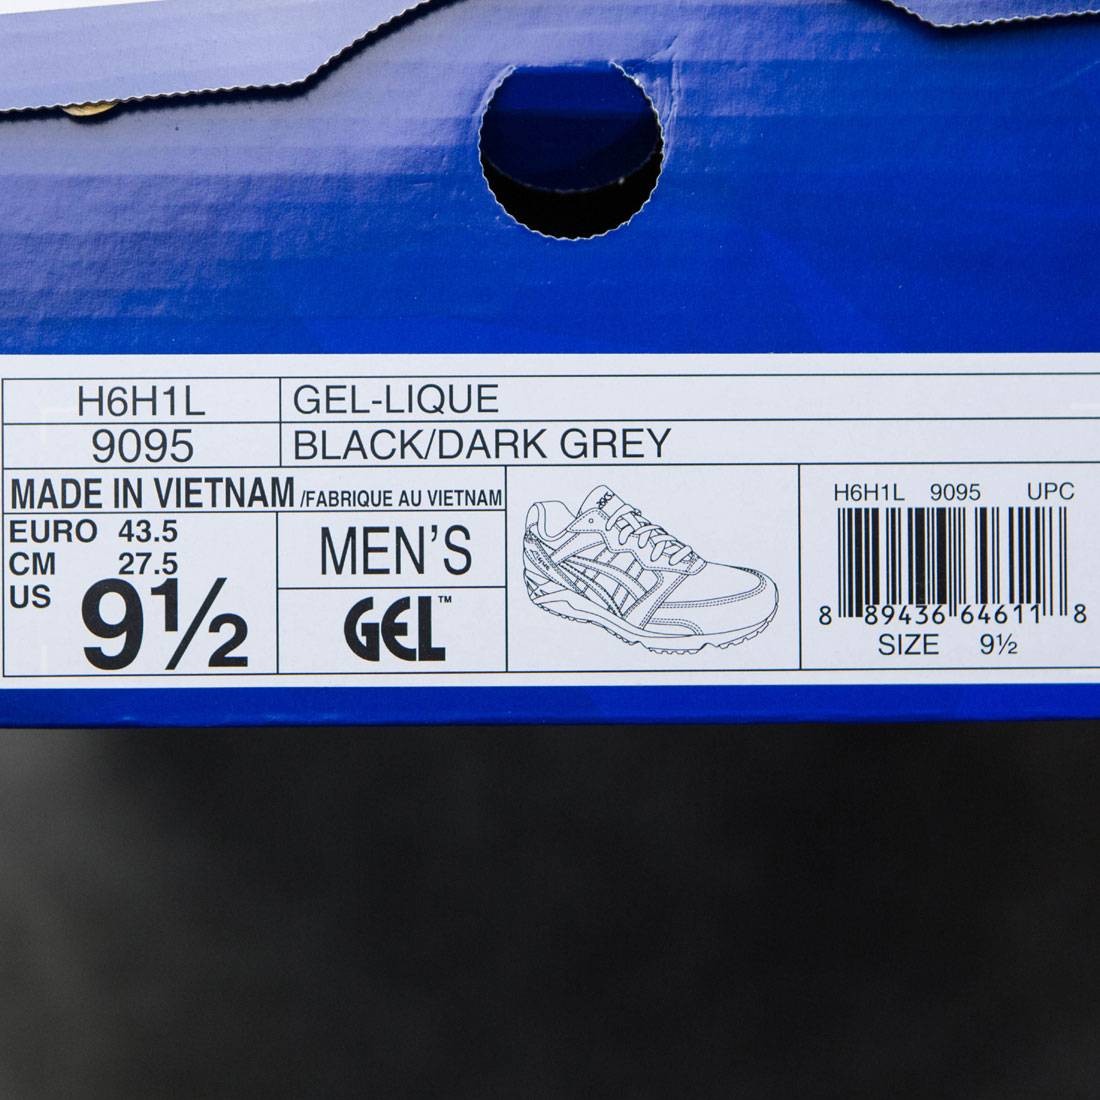 H6H1L GEL-LIQUE
9095 BLACK/DARK GREY
MADE IN VIETNAM /FABRIQUE AU VIETNAM
EURO 43.5
CM 27.5
US 9½
MEN'S
GEL™
H6H1L 9095 UPC
8 89436 64611 8
SIZE 9½